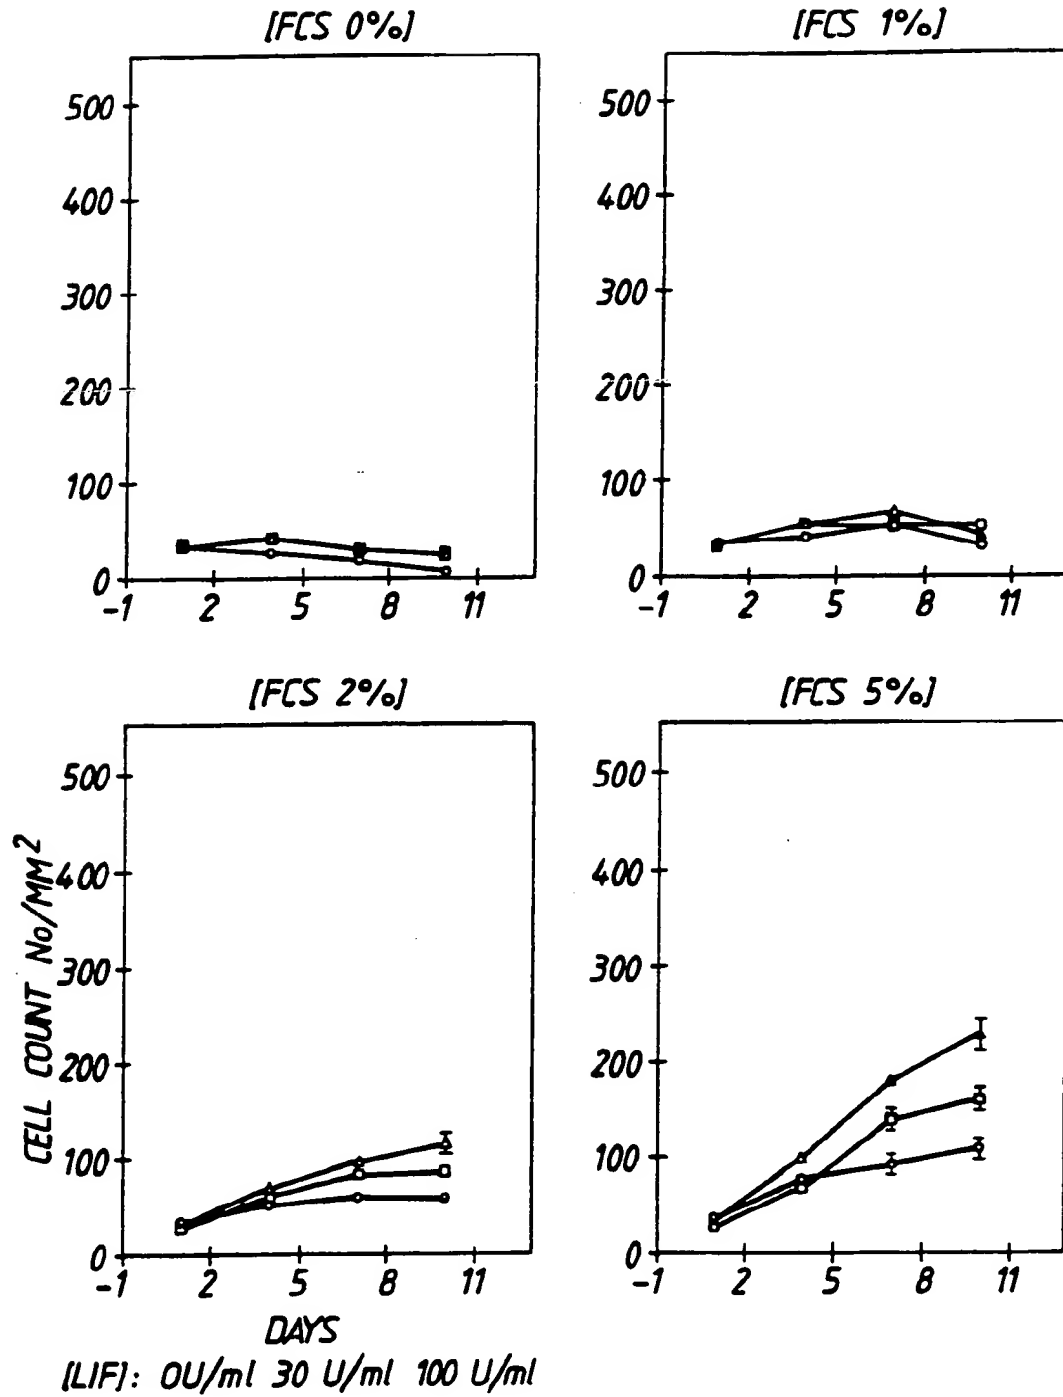 [FCS 0%] [FCS 1%]
500 500
400 400
300 300
200 200
100 100
0 0
-1 2 5 8 11 -1 2 5 8 11
[FCS 2%] [FCS 5%]
CELL COUNT No/MM²
500 500
400 400
300 300
200 200
100 100
0 0
-1 2 5 8 11 -1 2 5 8 11
DAYS
[LIF]: 0U/ml 30 U/ml 100 U/ml